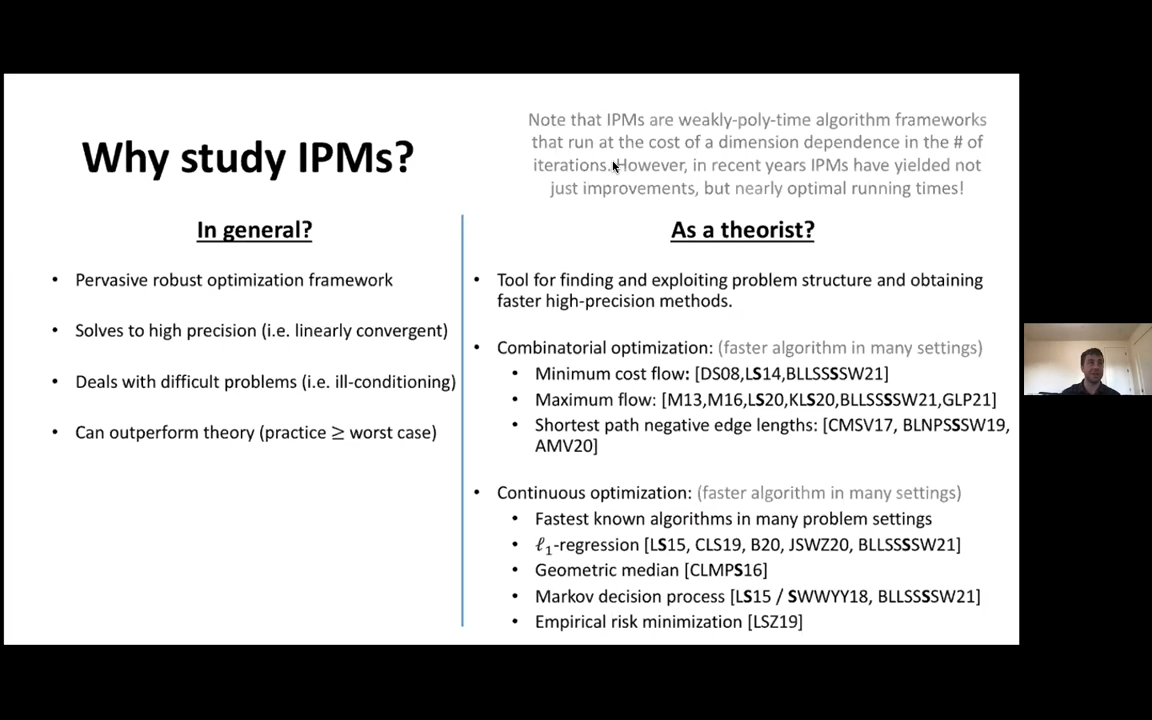 Why study IPMs?
Note that IPMs are weakly-poly-time algorithm frameworks
that run at the cost of a dimension dependence in the # of
iterations. However, in recent years IPMs have yielded not
just improvements, but nearly optimal running times!
In general?
• Pervasive robust optimization framework
• Solves to high precision (i.e. linearly convergent)
• Deals with difficult problems (i.e. ill-conditioning)
• Can outperform theory (practice ≥ worst case)
As a theorist?
• Tool for finding and exploiting problem structure and obtaining
faster high-precision methods.
• Combinatorial optimization: (faster algorithm in many settings)
• Minimum cost flow: [DS08,LS14,BLLSSSSW21]
• Maximum flow: [M13,M16,LS20,KLS20,BLLSSSSW21,GLP21]
• Shortest path negative edge lengths: [CMSV17, BLNPSSSW19,
AMV20]
• Continuous optimization: (faster algorithm in many settings)
• Fastest known algorithms in many problem settings
• ℓ₁-regression [LS15, CLS19, B20, JSWZ20, BLLSSSSW21]
• Geometric median [CLMPS16]
• Markov decision process [LS15 / SWWYY18, BLLSSSSW21]
• Empirical risk minimization [LSZ19]